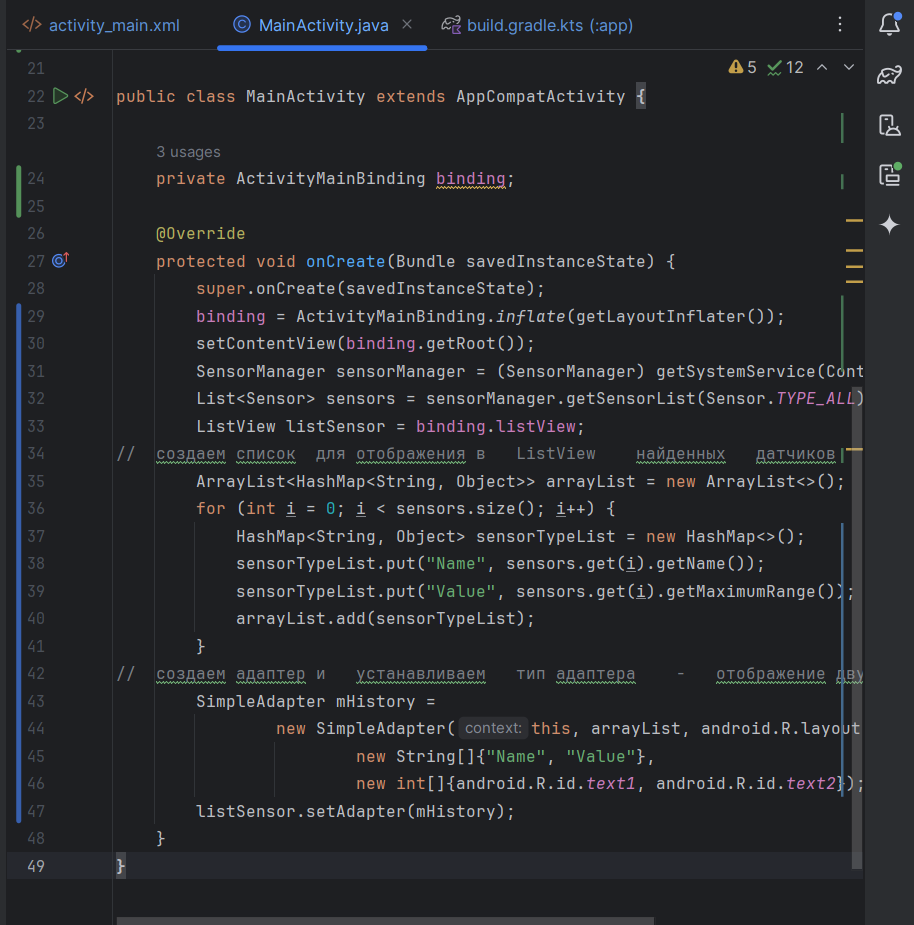 activity_main.xml MainActivity.java build.gradle.kts (:app)
5 12
21
22 public class MainActivity extends AppCompatActivity {
23
3 usages
24 private ActivityMainBinding binding;
25
26 @Override
27 protected void onCreate(Bundle savedInstanceState) {
28 super.onCreate(savedInstanceState);
29 binding = ActivityMainBinding.inflate(getLayoutInflater());
30 setContentView(binding.getRoot());
31 SensorManager sensorManager = (SensorManager) getSystemService(Cont
32 List<Sensor> sensors = sensorManager.getSensorList(Sensor.TYPE_ALL)
33 ListView listSensor = binding.listView;
34 // создаем список для отображения в ListView найденных датчиков
35 ArrayList<HashMap<String, Object>> arrayList = new ArrayList<>();
36 for (int i = 0; i < sensors.size(); i++) {
37 HashMap<String, Object> sensorTypeList = new HashMap<>();
38 sensorTypeList.put("Name", sensors.get(i).getName());
39 sensorTypeList.put("Value", sensors.get(i).getMaximumRange());
40 arrayList.add(sensorTypeList);
41 }
42 // создаем адаптер и устанавливаем тип адаптера - отображение дву
43 SimpleAdapter mHistory =
44 new SimpleAdapter( context: this, arrayList, android.R.layout
45 new String[]{"Name", "Value"},
46 new int[]{android.R.id.text1, android.R.id.text2});
47 listSensor.setAdapter(mHistory);
48 }
49 }